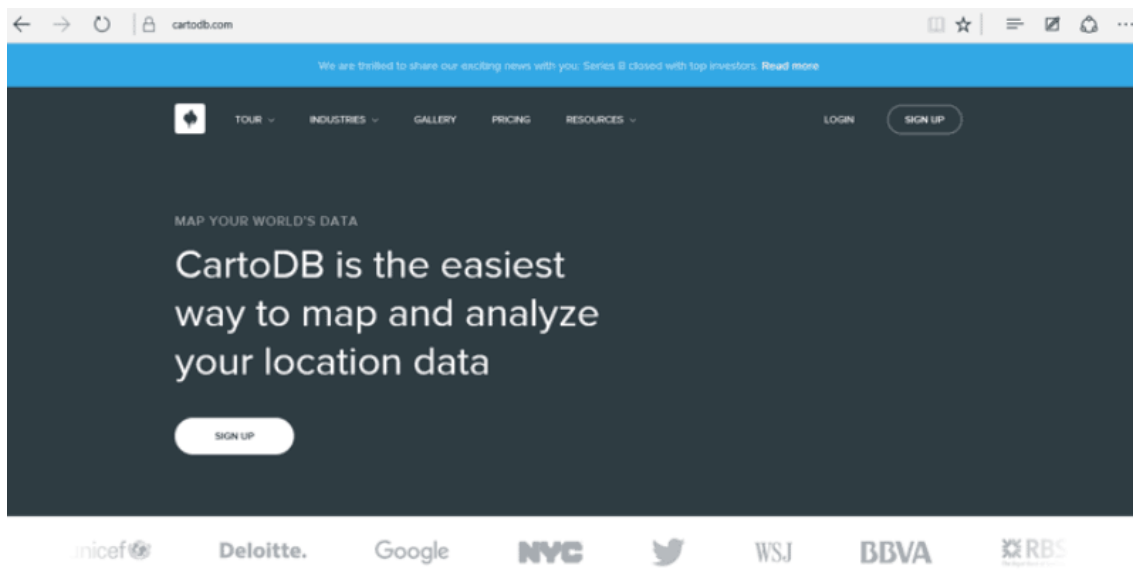 cartodb.com
We are thrilled to share our exciting news with you: Series B closed with top investors. Read more
TOUR INDUSTRIES GALLERY PRICING RESOURCES LOGIN SIGN UP
MAP YOUR WORLD'S DATA
CartoDB is the easiest
way to map and analyze
your location data
SIGN UP
unicef Deloitte. Google NYC WSJ BBVA RBS